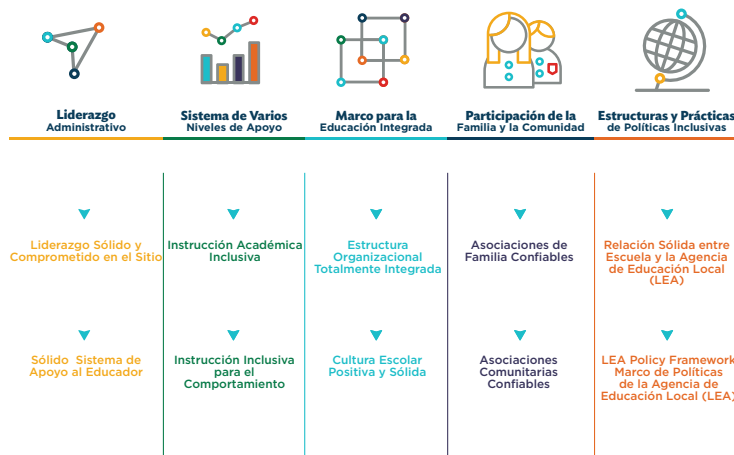 Liderazgo
Administrativo
Sistema de Varios
Niveles de Apoyo
Marco para la
Educación Integrada
Participación de la
Familia y la Comunidad
Estructuras y Prácticas
de Políticas Inclusivas
Liderazgo Sólido y
Comprometido en el Sitio
Instrucción Académica
Inclusiva
Estructura
Organizacional
Totalmente Integrada
Asociaciones de
Familia Confiables
Relación Sólida entre
Escuela y la Agencia
de Educación Local
(LEA)
Sólido Sistema de
Apoyo al Educador
Instrucción Inclusiva
para el
Comportamiento
Cultura Escolar
Positiva y Sólida
Asociaciones
Comunitarias
Confiables
LEA Policy Framework
Marco de Políticas
de la Agencia de
Educación Local (LEA)